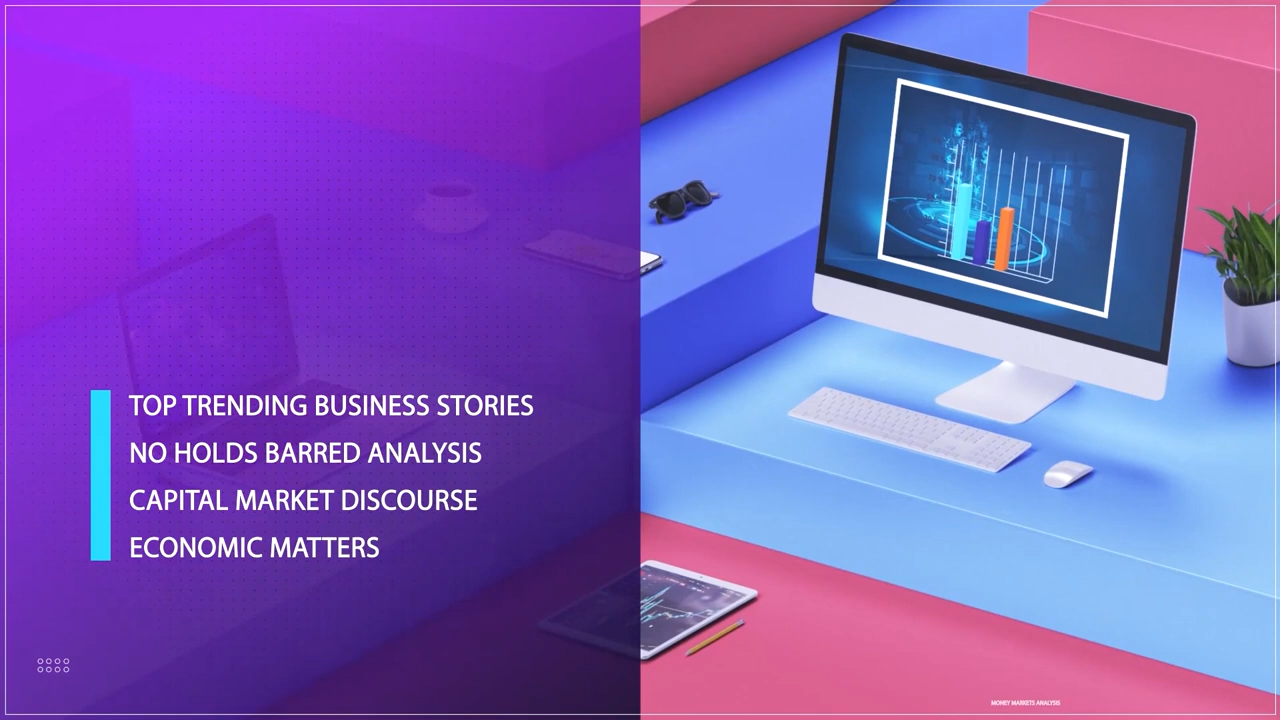 TOP TRENDING BUSINESS STORIES
NO HOLDS BARRED ANALYSIS
CAPITAL MARKET DISCOURSE
ECONOMIC MATTERS
MONEY MARKETS ANALYSIS